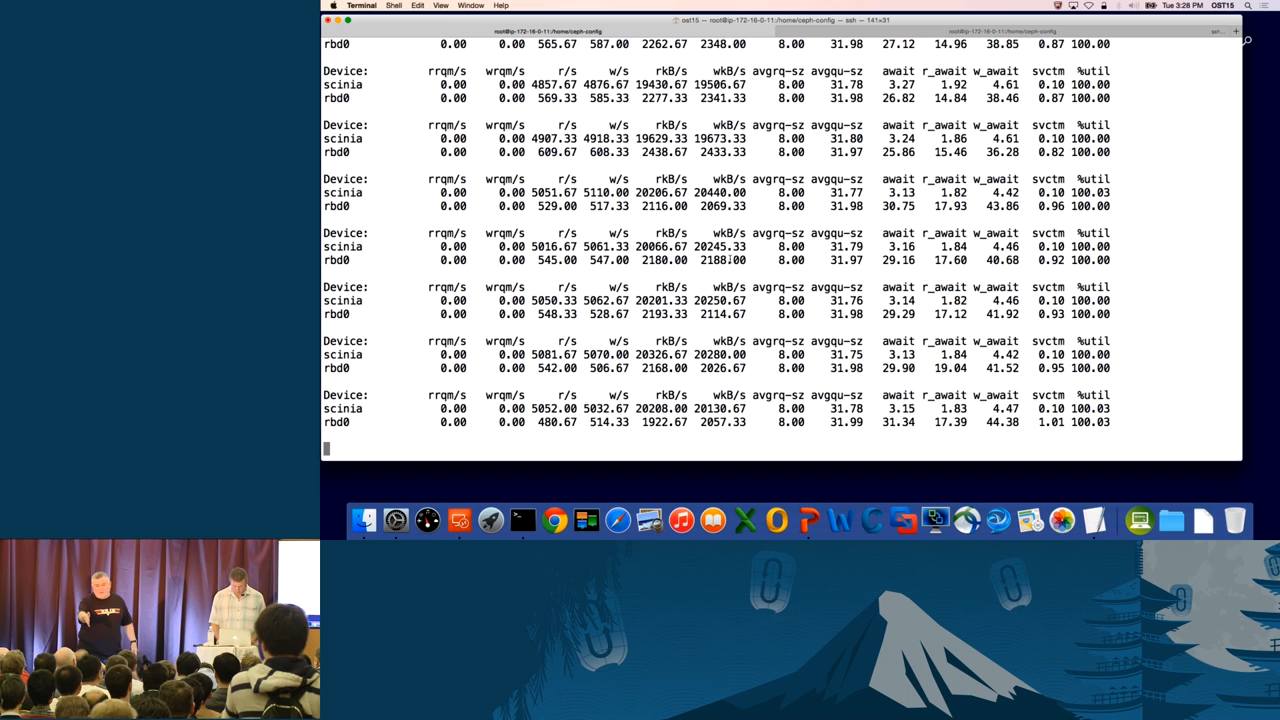 Terminal Shell Edit View Window Help Tue 3:28 PM OST15
ost15 — root@ip-172-16-0-11:/home/ceph-config — ssh — 141×31
root@ip-172-16-0-11:/home/ceph-config root@ip-172-16-0-11:/home/ceph-config ssh...
rbd0 0.00 0.00 565.67 587.00 2262.67 2348.00 8.00 31.98 27.12 14.96 38.85 0.87 100.00
Device: rrqm/s wrqm/s r/s w/s rkB/s wkB/s avgrq-sz avgqu-sz await r_await w_await svctm %util
scinia 0.00 0.00 4857.67 4876.67 19430.67 19506.67 8.00 31.78 3.27 1.92 4.61 0.10 100.00
rbd0 0.00 0.00 569.33 585.33 2277.33 2341.33 8.00 31.98 26.82 14.84 38.46 0.87 100.00
Device: rrqm/s wrqm/s r/s w/s rkB/s wkB/s avgrq-sz avgqu-sz await r_await w_await svctm %util
scinia 0.00 0.00 4907.67 4918.33 19629.33 19673.33 8.00 31.80 3.24 1.86 4.61 0.10 100.00
rbd0 0.00 0.00 609.67 608.33 2438.67 2433.33 8.00 31.97 25.86 15.46 36.28 0.82 100.00
Device: rrqm/s wrqm/s r/s w/s rkB/s wkB/s avgrq-sz avgqu-sz await r_await w_await svctm %util
scinia 0.00 0.00 5051.67 5110.00 20206.67 20440.00 8.00 31.77 3.13 1.82 4.42 0.10 100.03
rbd0 0.00 0.00 529.00 517.33 2116.00 2069.33 8.00 31.98 30.75 17.93 43.86 0.96 100.00
Device: rrqm/s wrqm/s r/s w/s rkB/s wkB/s avgrq-sz avgqu-sz await r_await w_await svctm %util
scinia 0.00 0.00 5016.67 5061.33 20066.67 20245.33 8.00 31.79 3.16 1.84 4.46 0.10 100.00
rbd0 0.00 0.00 545.00 547.00 2180.00 2188.00 8.00 31.97 29.16 17.60 40.68 0.92 100.00
Device: rrqm/s wrqm/s r/s w/s rkB/s wkB/s avgrq-sz avgqu-sz await r_await w_await svctm %util
scinia 0.00 0.00 5050.33 5062.67 20201.33 20250.67 8.00 31.76 3.14 1.82 4.46 0.10 100.00
rbd0 0.00 0.00 548.33 528.67 2193.33 2114.67 8.00 31.98 29.29 17.12 41.92 0.93 100.00
Device: rrqm/s wrqm/s r/s w/s rkB/s wkB/s avgrq-sz avgqu-sz await r_await w_await svctm %util
scinia 0.00 0.00 5081.67 5070.00 20326.67 20280.00 8.00 31.75 3.13 1.84 4.42 0.10 100.00
rbd0 0.00 0.00 542.00 506.67 2168.00 2026.67 8.00 31.98 29.90 19.04 41.52 0.95 100.00
Device: rrqm/s wrqm/s r/s w/s rkB/s wkB/s avgrq-sz avgqu-sz await r_await w_await svctm %util
scinia 0.00 0.00 5052.00 5032.67 20208.00 20130.67 8.00 31.78 3.15 1.83 4.47 0.10 100.03
rbd0 0.00 0.00 480.67 514.33 1922.67 2057.33 8.00 31.99 31.34 17.39 44.38 1.01 100.03